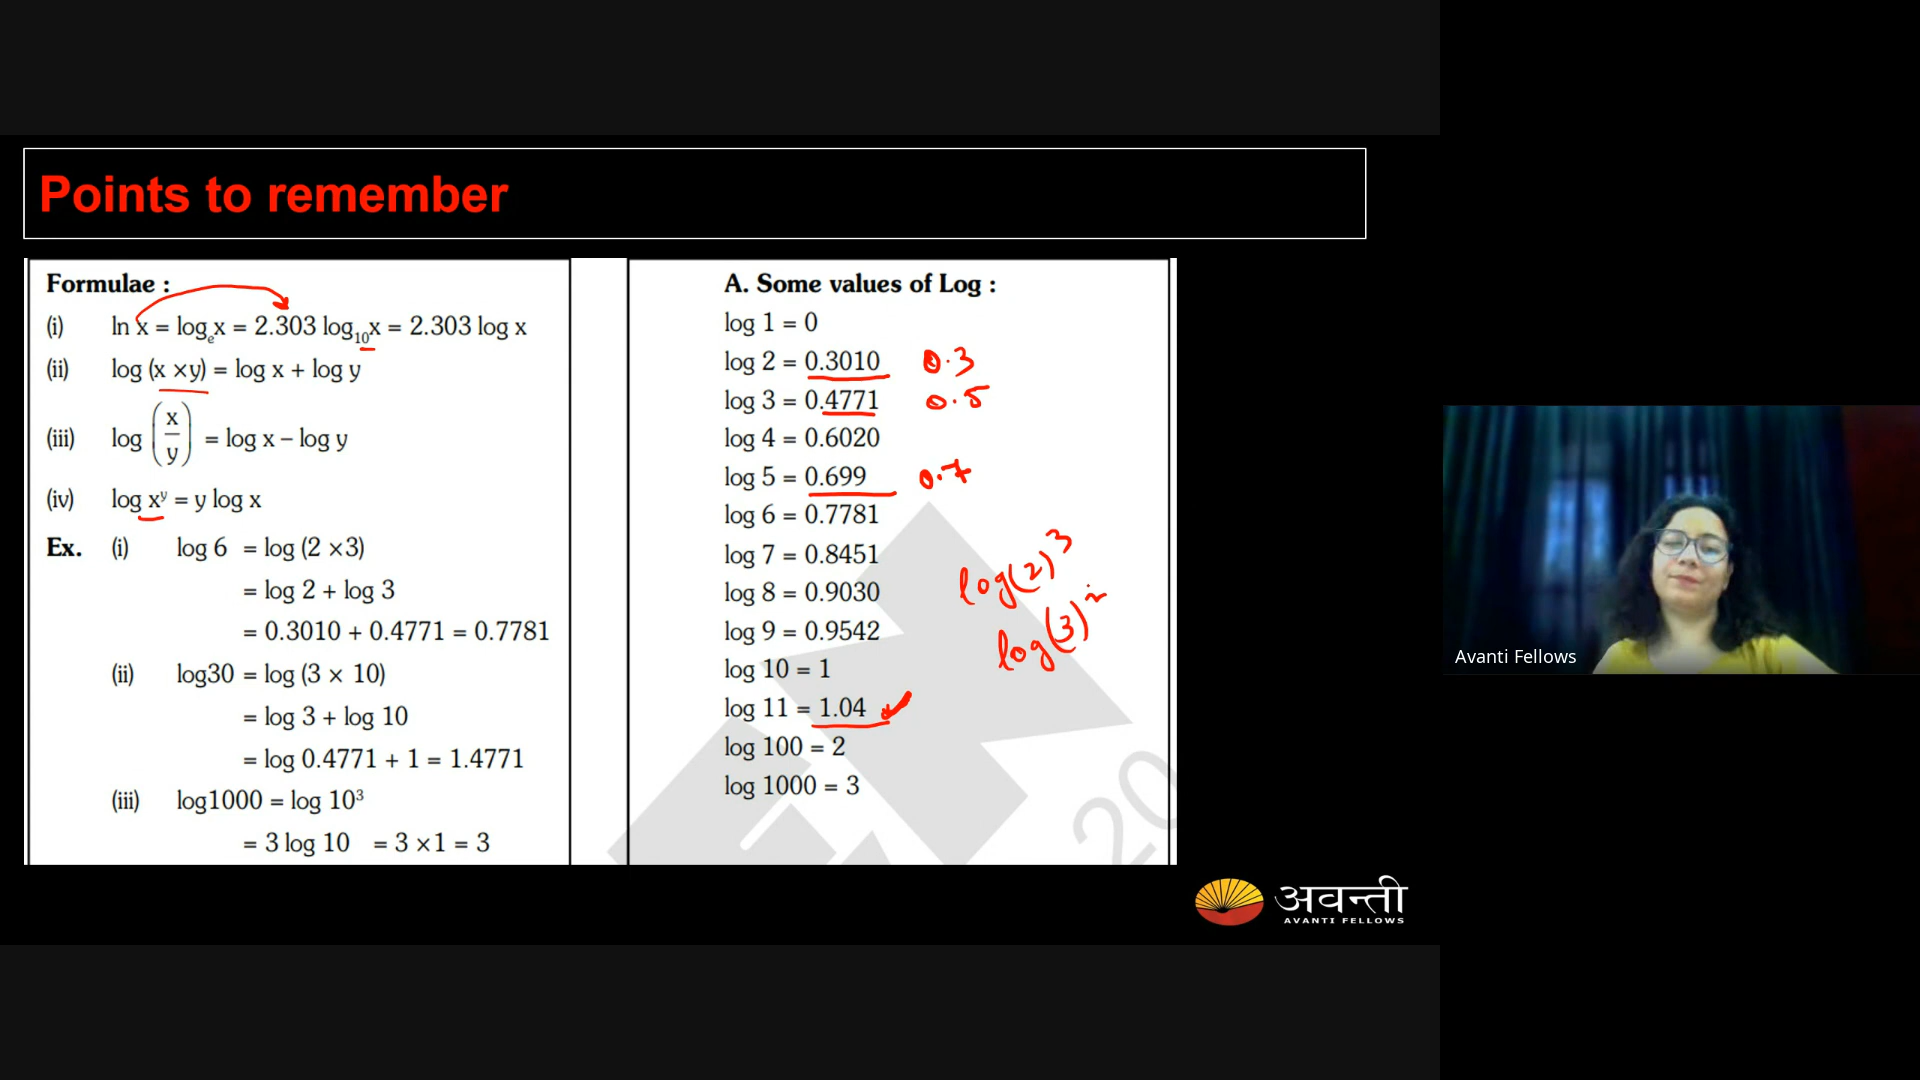 Points to remember
Formulae :
(i) ln x = logₑx = 2.303 log₁₀x = 2.303 log x
(ii) log (x ×y) = log x + log y
(iii) log (x/y) = log x – log y
(iv) log xʸ = y log x
Ex. (i) log 6 = log (2 ×3)
= log 2 + log 3
= 0.3010 + 0.4771 = 0.7781
(ii) log30 = log (3 × 10)
= log 3 + log 10
= log 0.4771 + 1 = 1.4771
(iii) log1000 = log 10³
= 3 log 10 = 3 ×1 = 3
A. Some values of Log :
log 1 = 0
log 2 = 0.3010 0.3
log 3 = 0.4771 0.5
log 4 = 0.6020
log 5 = 0.699 0.7
log 6 = 0.7781
log 7 = 0.8451
log 8 = 0.9030 log(2)³
log 9 = 0.9542 log(3)²
log 10 = 1
log 11 = 1.04
log 100 = 2
log 1000 = 3
20
अवन्ती
AVANTI FELLOWS
Avanti Fellows